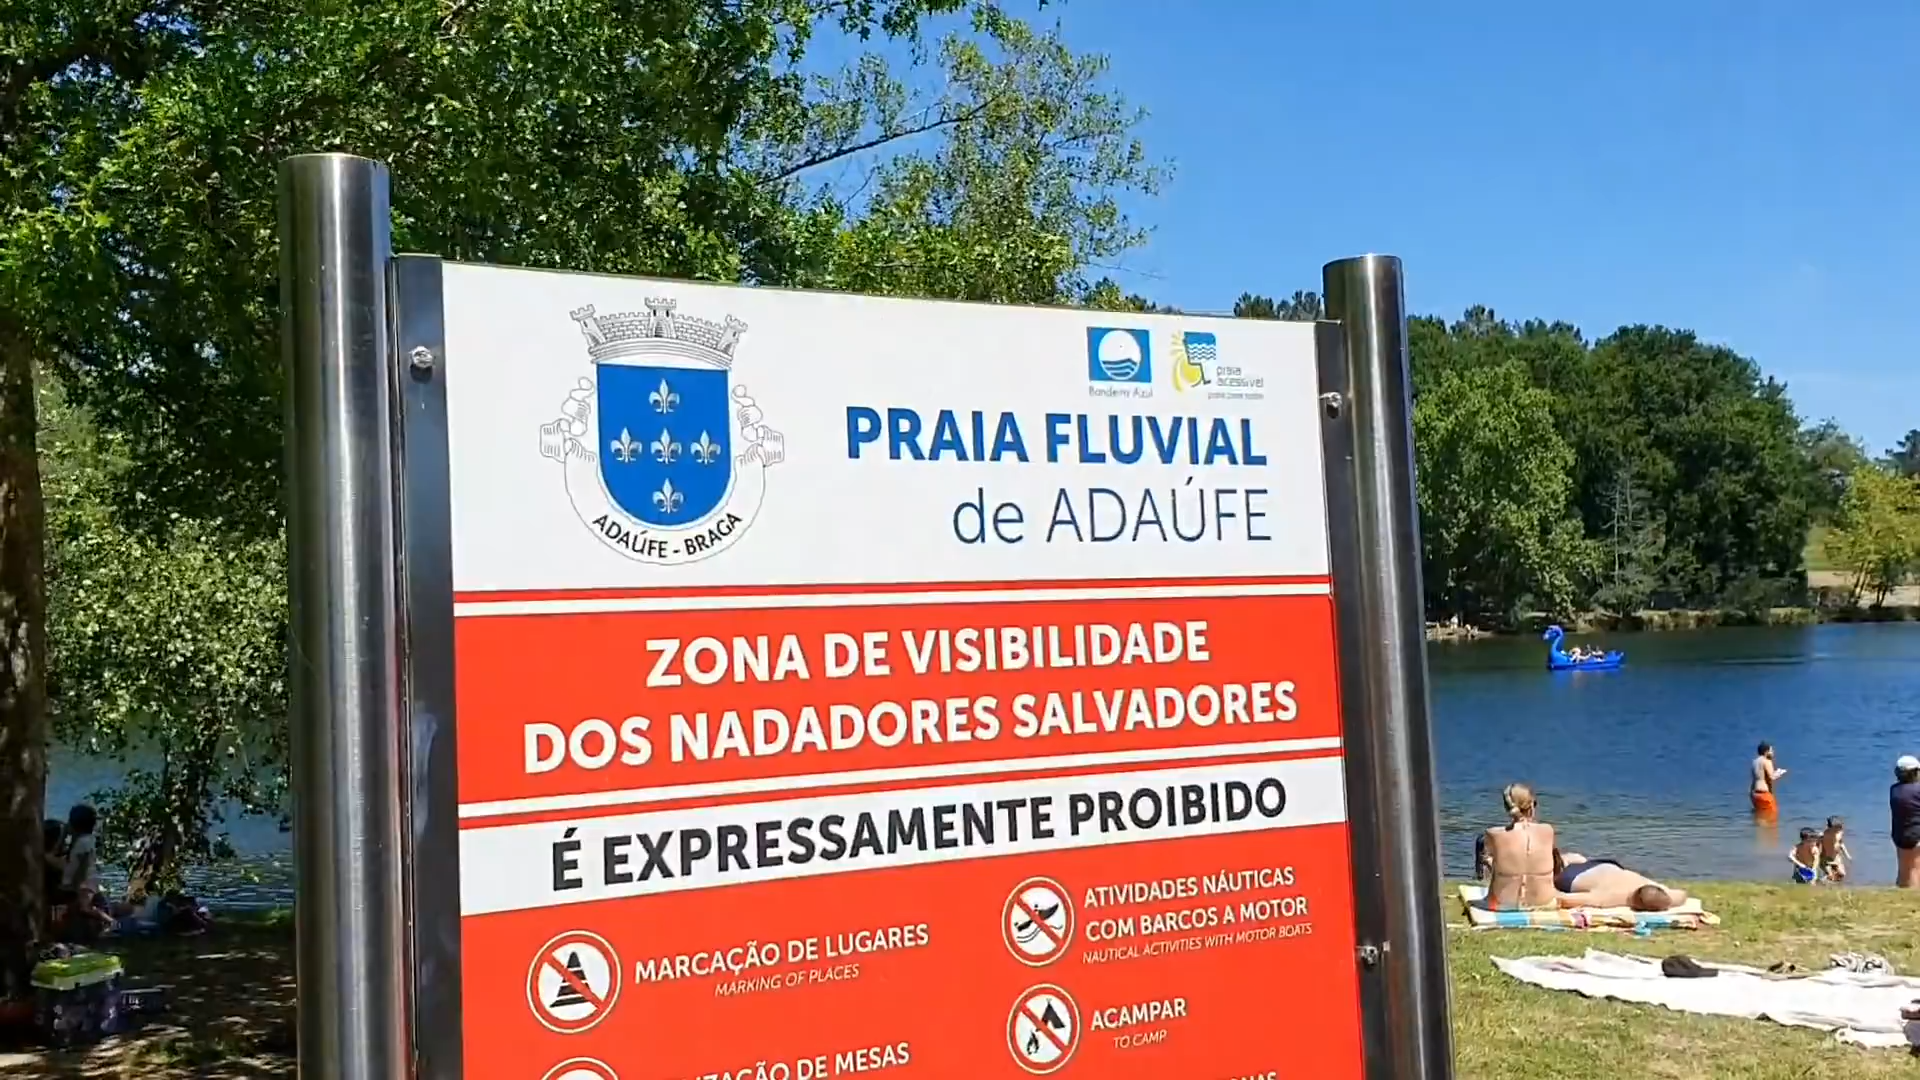 Bandeira Azul
praia
acessível
PRAIA FLUVIAL
de ADAÚFE
ADAÚFE - BRAGA
ZONA DE VISIBILIDADE
DOS NADADORES SALVADORES
É EXPRESSAMENTE PROIBIDO
MARCAÇÃO DE LUGARES
MARKING OF PLACES
DE MESAS
ATIVIDADES NÁUTICAS
COM BARCOS A MOTOR
NAUTICAL ACTIVITIES WITH MOTOR BOATS
ACAMPAR
TO CAMP